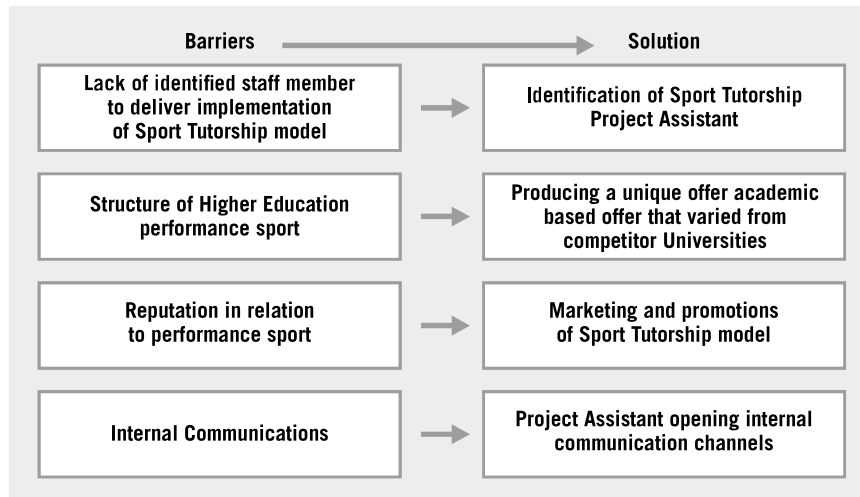 Barriers
Solution
Lack of identified staff member
to deliver implementation
of Sport Tutorship model
Identification of Sport Tutorship
Project Assistant
Structure of Higher Education
performance sport
Producing a unique offer academic
based offer that varied from
competitor Universities
Reputation in relation
to performance sport
Marketing and promotions
of Sport Tutorship model
Internal Communications
Project Assistant opening internal
communication channels